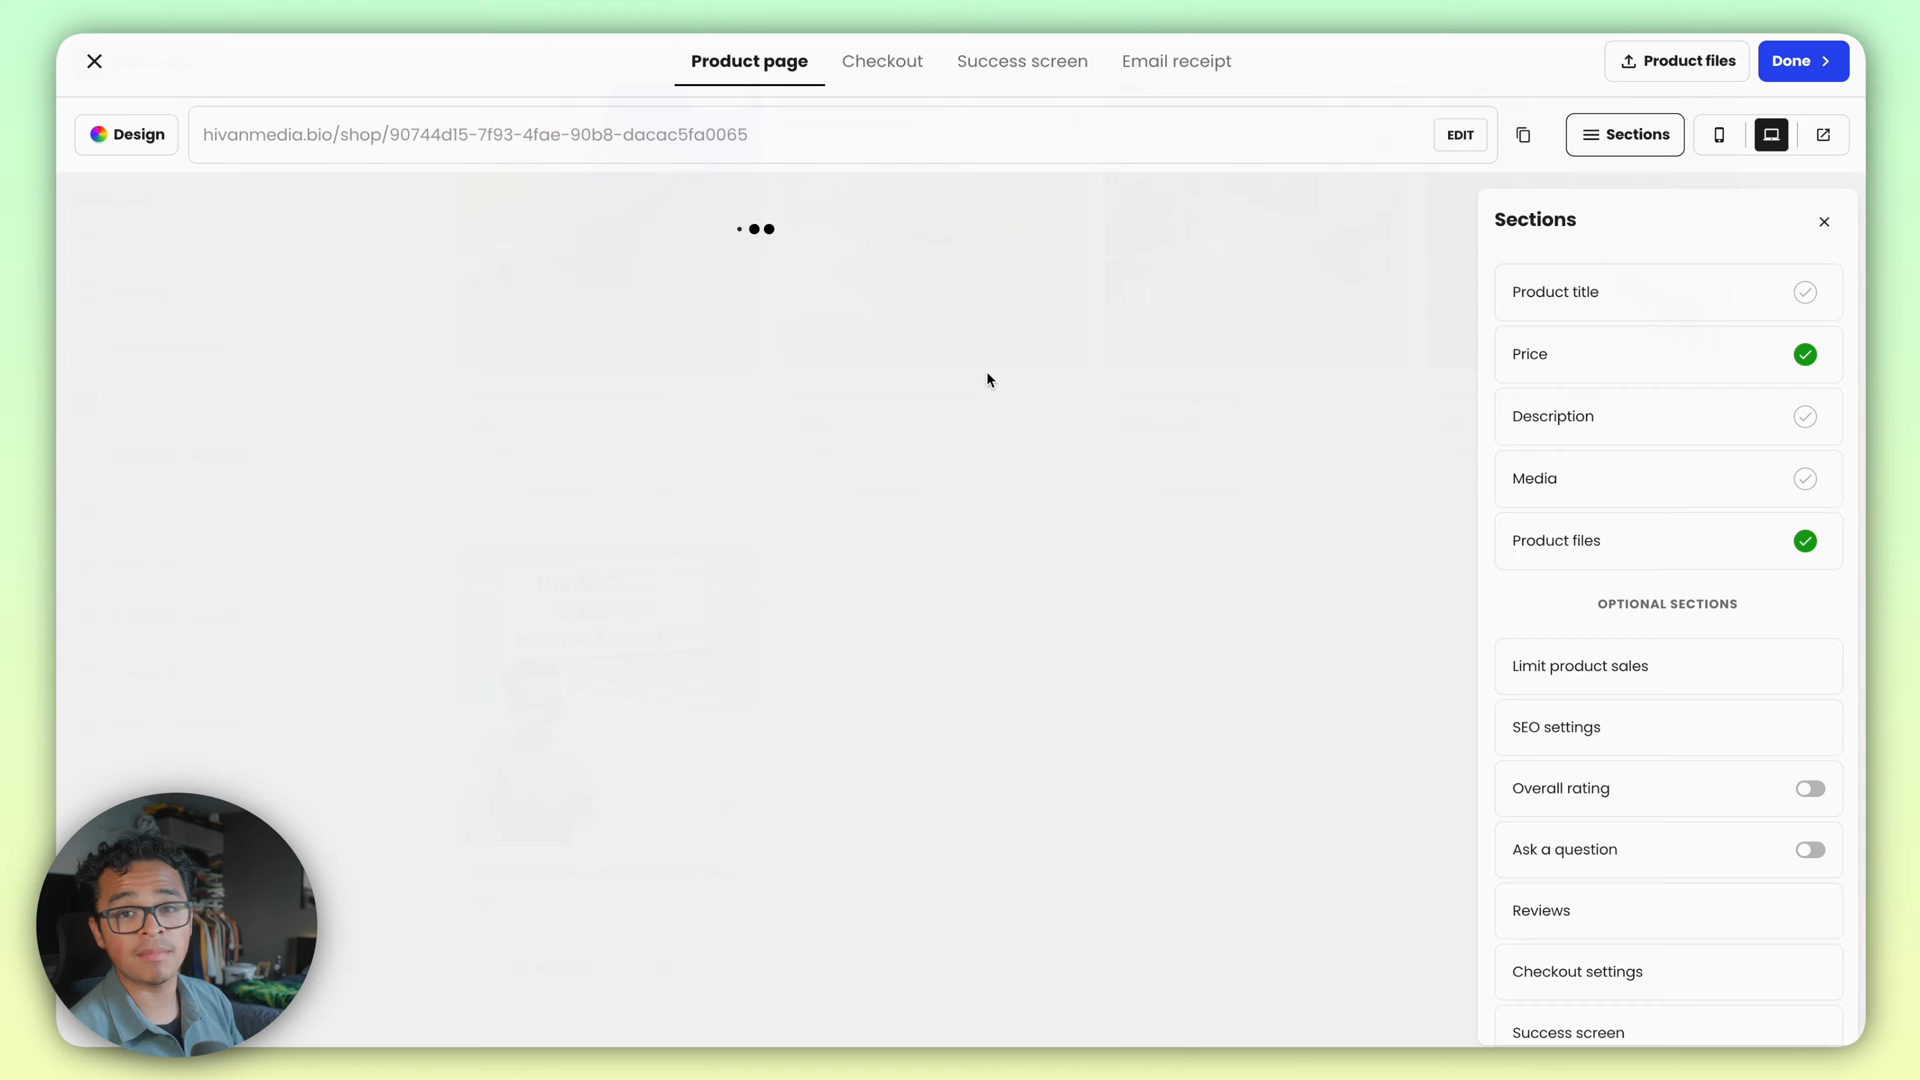 Product page
Checkout
Success screen
Email receipt
Product files
Done
Design
hivanmedia.bio/shop/90744d15-7f93-4fae-90b8-dacac5fa0065
EDIT
Sections
Sections
Product title
Price
Description
Media
Product files
OPTIONAL SECTIONS
Limit product sales
SEO settings
Overall rating
Ask a question
Reviews
Checkout settings
Success screen